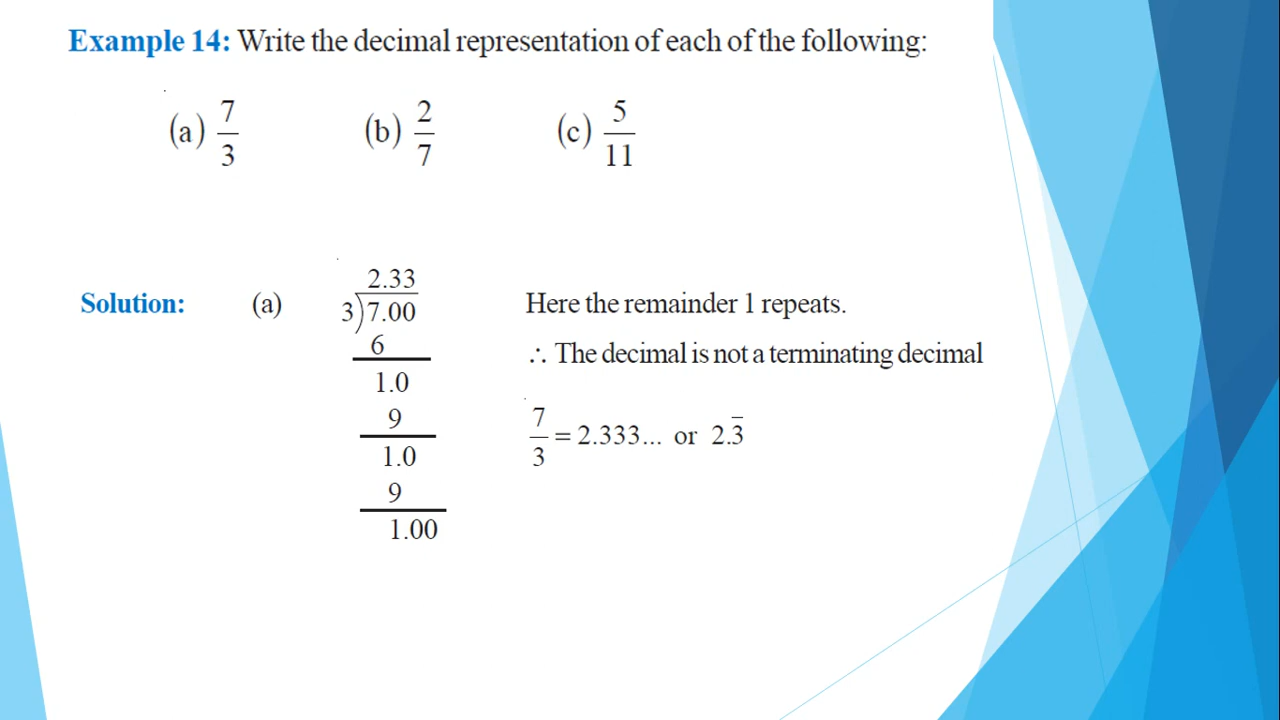 Example 14: Write the decimal representation of each of the following:
(a) 7/3 (b) 2/7 (c) 5/11
Solution: (a)
2.33
3)7.00
6
1.0
9
1.0
9
1.00
Here the remainder 1 repeats.
∴ The decimal is not a terminating decimal
7/3 = 2.333... or 2.3̅